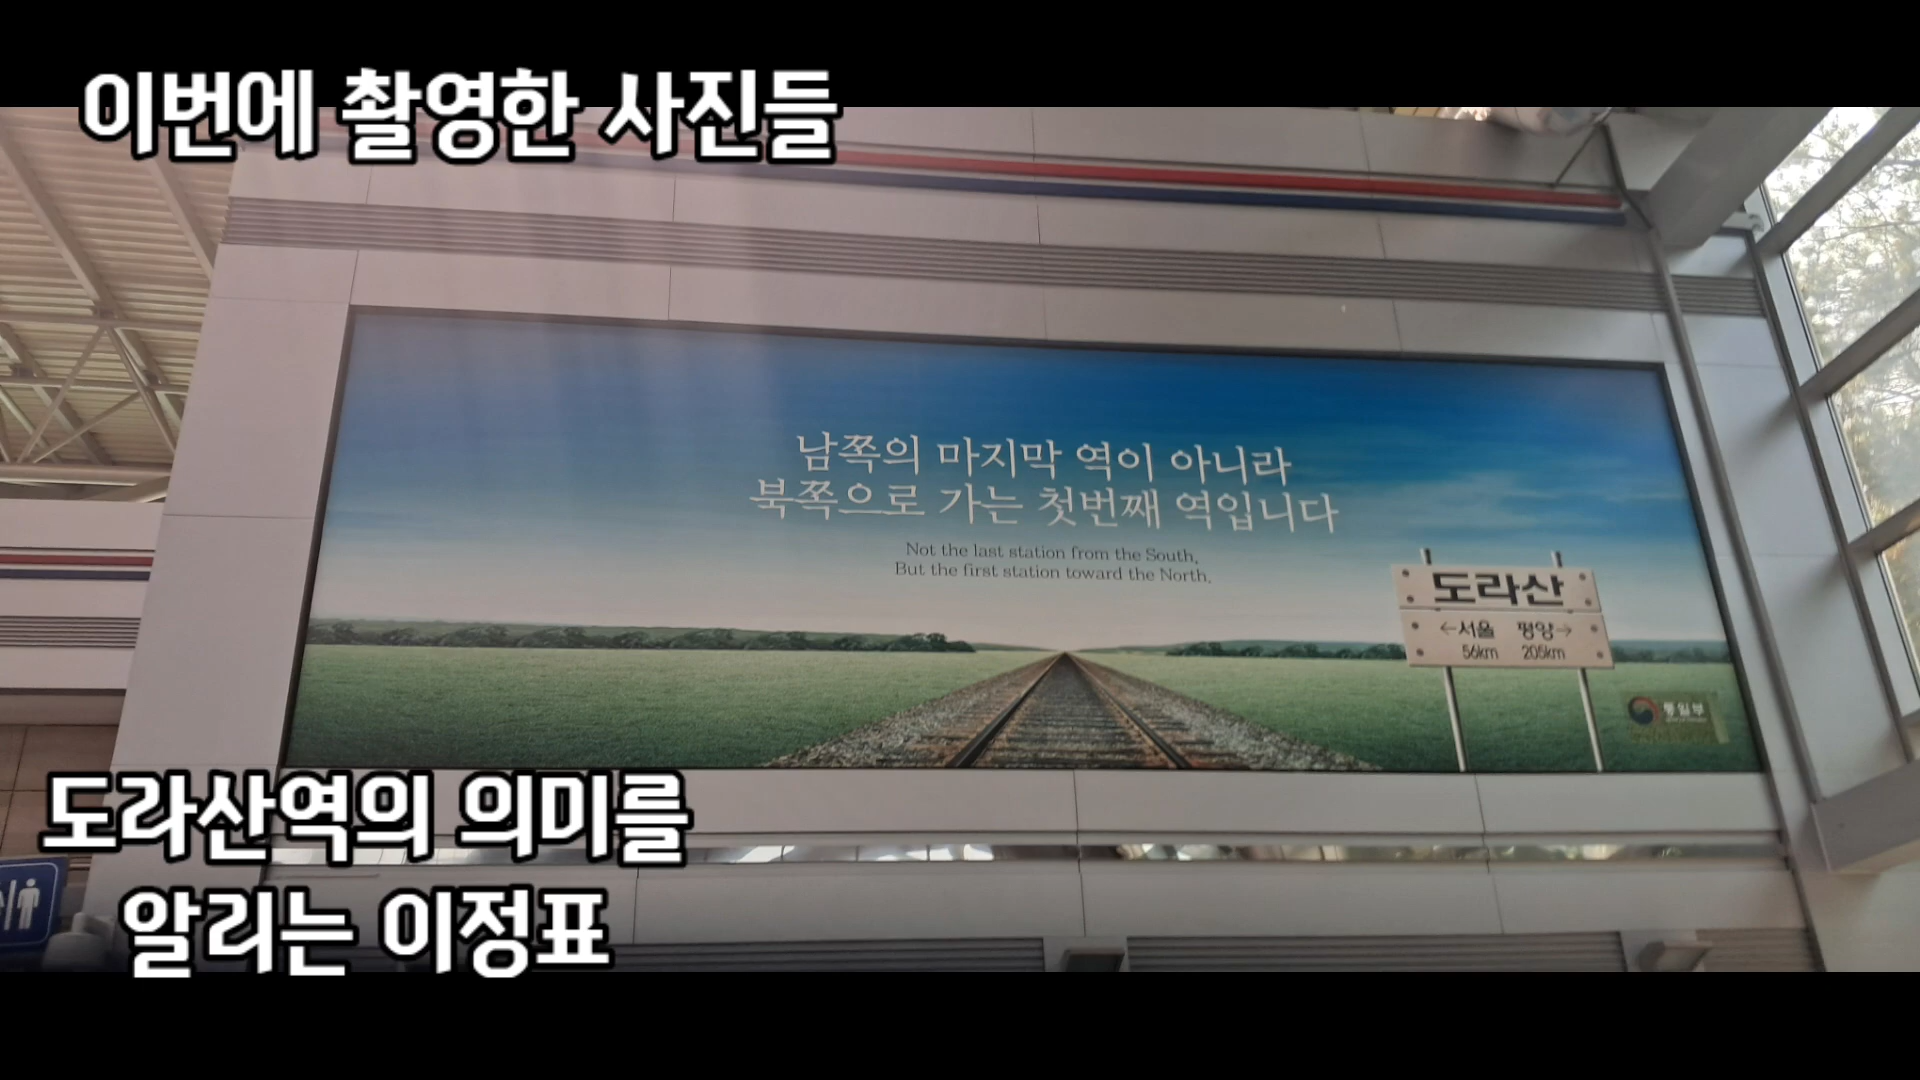 이번에 촬영한 사진들
남쪽의 마지막 역이 아니라
북쪽으로 가는 첫번째 역입니다
Not the last station from the South,
But the first station toward the North.
도라산
←서울 평양→
56km 205km
통일부
도라산역의 의미를
알리는 이정표